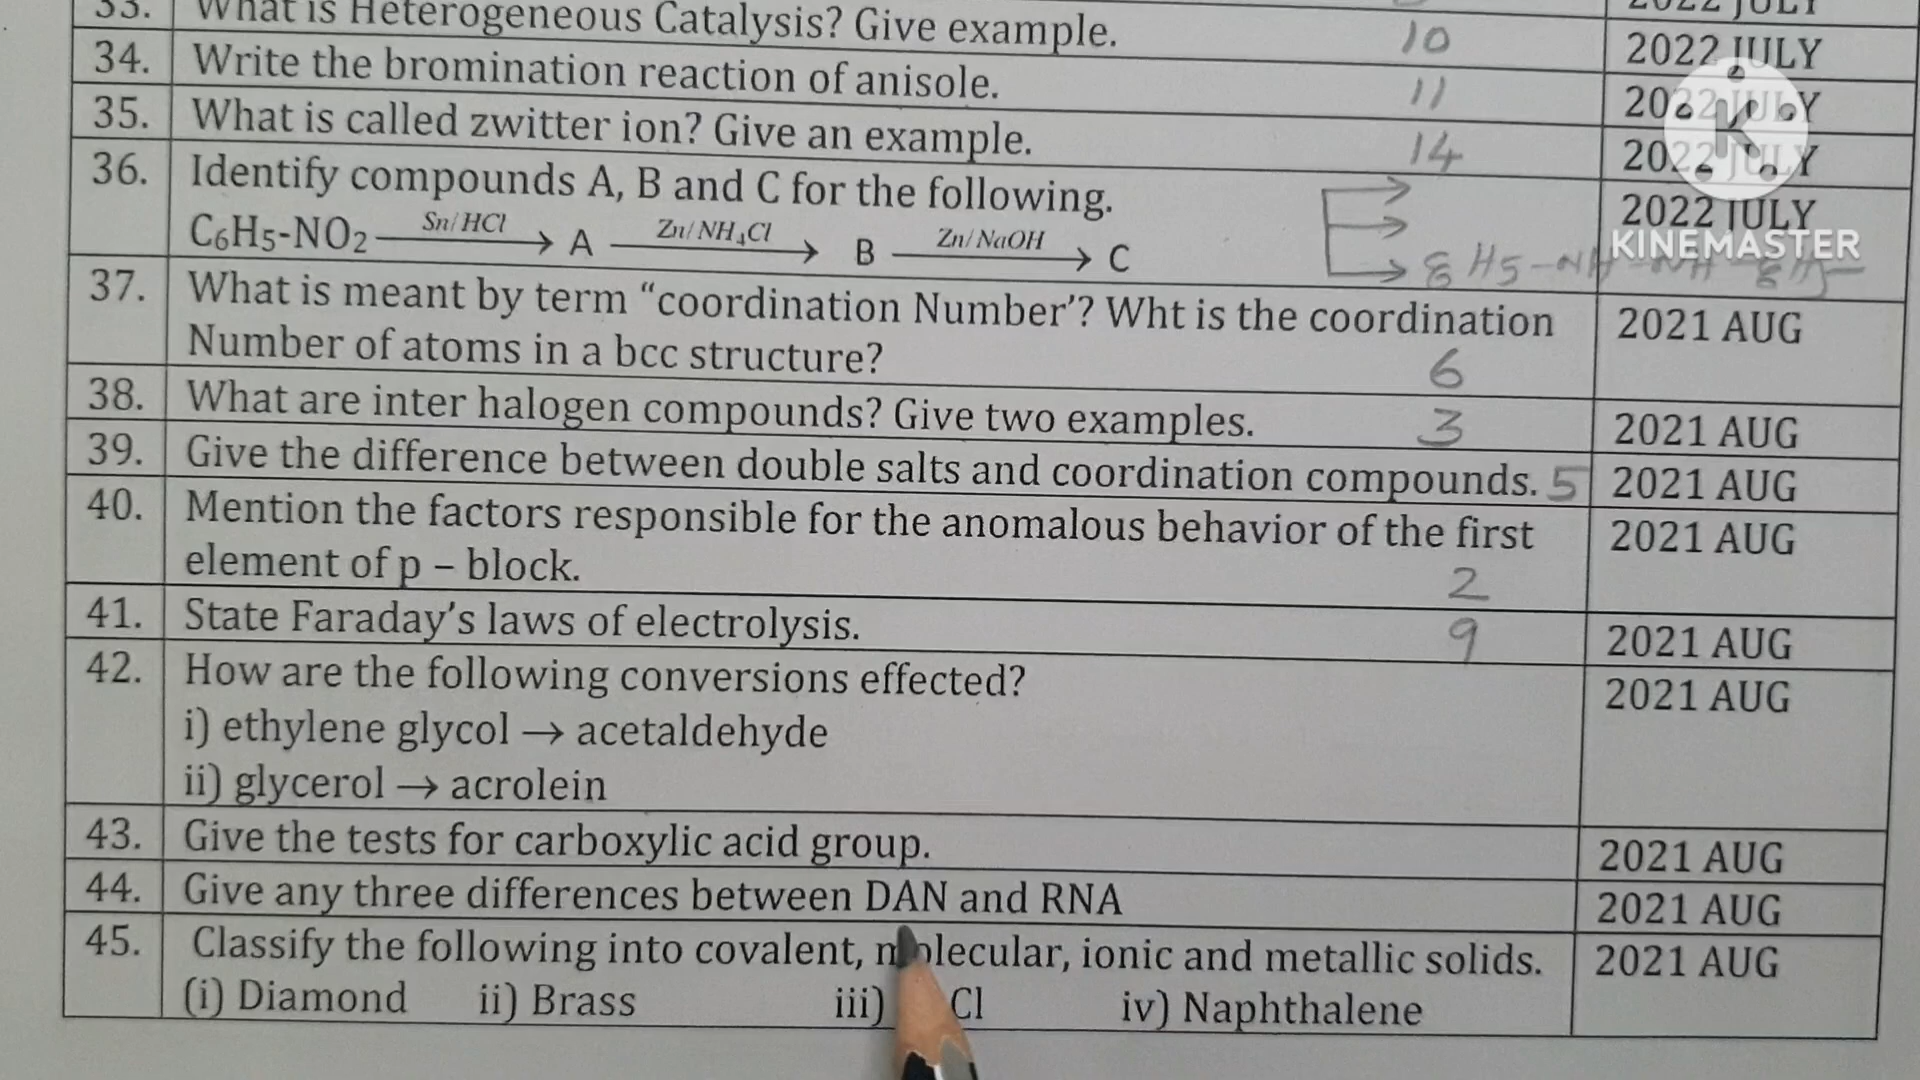 33. What is Heterogeneous Catalysis? Give example. 10 2022 JULY
2022 JULY
34. Write the bromination reaction of anisole. 11 2022 JULY
35. What is called zwitter ion? Give an example. 14 2022 JULY
36. Identify compounds A, B and C for the following. 2022 JULY
KINEMASTER
C6H5-NO2 Sn/HCl → A Zn/NH4Cl → B Zn/NaOH → C
37. What is meant by term “coordination Number’? Wht is the coordination 2021 AUG
Number of atoms in a bcc structure? 6
38. What are inter halogen compounds? Give two examples. 3 2021 AUG
39. Give the difference between double salts and coordination compounds. 5 2021 AUG
40. Mention the factors responsible for the anomalous behavior of the first 2021 AUG
element of p – block. 2
41. State Faraday’s laws of electrolysis. 9 2021 AUG
42. How are the following conversions effected? 2021 AUG
i) ethylene glycol → acetaldehyde
ii) glycerol → acrolein
43. Give the tests for carboxylic acid group. 2021 AUG
44. Give any three differences between DAN and RNA 2021 AUG
45. Classify the following into covalent, molecular, ionic and metallic solids. 2021 AUG
(i) Diamond ii) Brass iii) Cl iv) Naphthalene